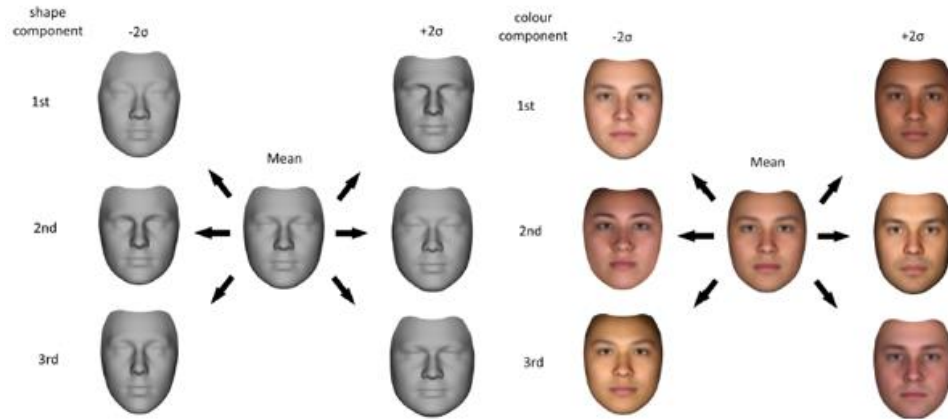 shape
component
-2σ
+2σ
1st
Mean
2nd
3rd
colour
component
-2σ
+2σ
1st
Mean
2nd
3rd